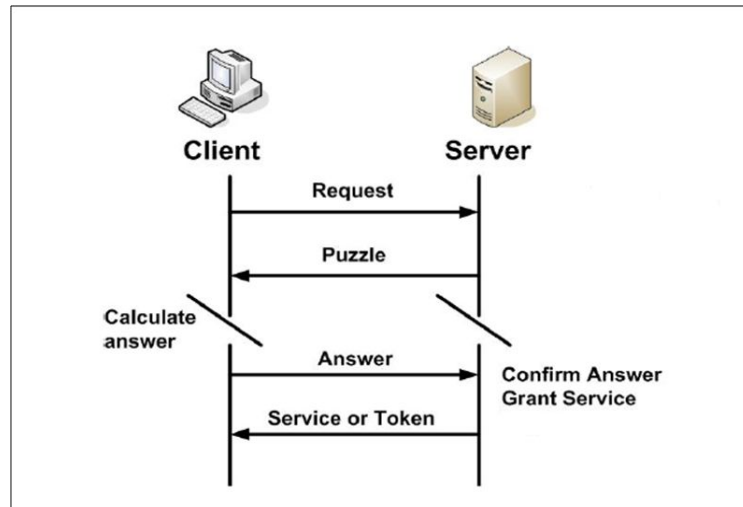 Client
Server
Request
Puzzle
Calculate
answer
Answer
Confirm Answer
Grant Service
Service or Token